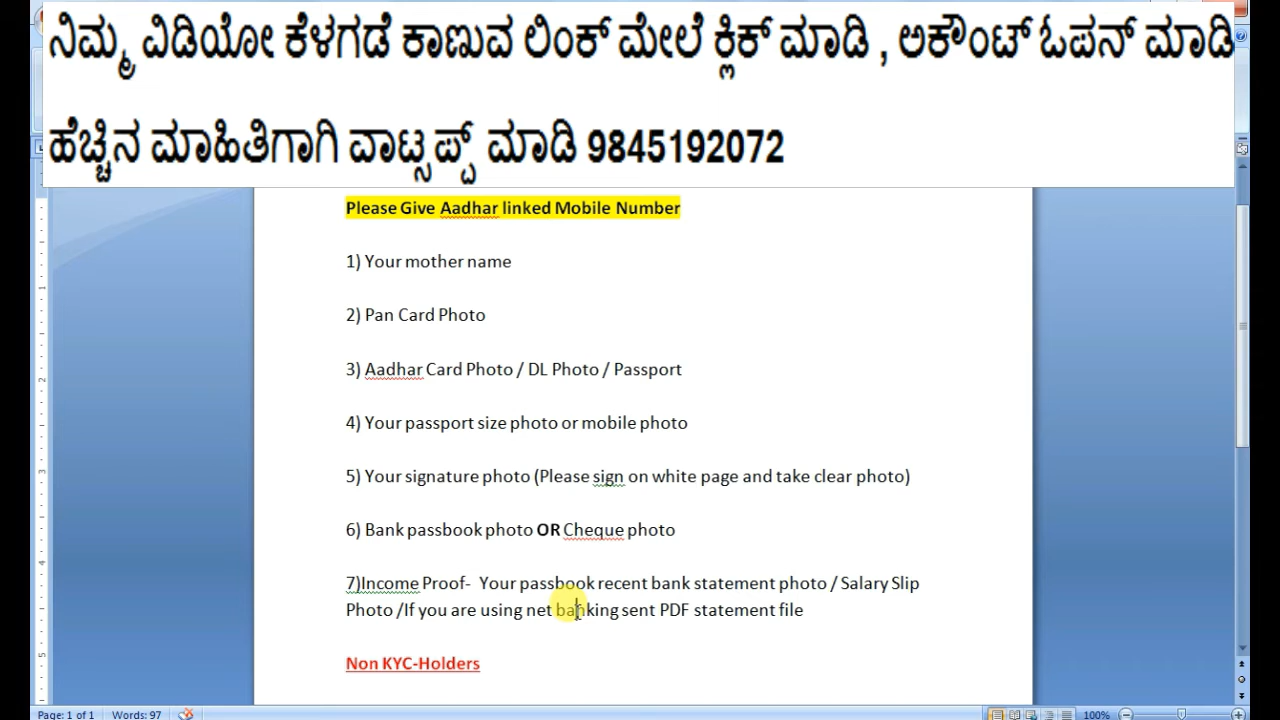 ನಿಮ್ಮ ವಿಡಿಯೋ ಕೆಳಗಡೆ ಕಾಣುವ ಲಿಂಕ್ ಮೇಲೆ ಕ್ಲಿಕ್ ಮಾಡಿ , ಅಕೌಂಟ್ ಓಪನ್ ಮಾಡಿ
ಹೆಚ್ಚಿನ ಮಾಹಿತಿಗಾಗಿ ವಾಟ್ಸಪ್ಪ್ ಮಾಡಿ 9845192072
Please Give Aadhar linked Mobile Number
1) Your mother name
2) Pan Card Photo
3) Aadhar Card Photo / DL Photo / Passport
4) Your passport size photo or mobile photo
5) Your signature photo (Please sign on white page and take clear photo)
6) Bank passbook photo OR Cheque photo
7)Income Proof-  Your passbook recent bank statement photo / Salary Slip
Photo /If you are using net banking sent PDF statement file
Non KYC-Holders
Page: 1 of 1 Words: 97 100%